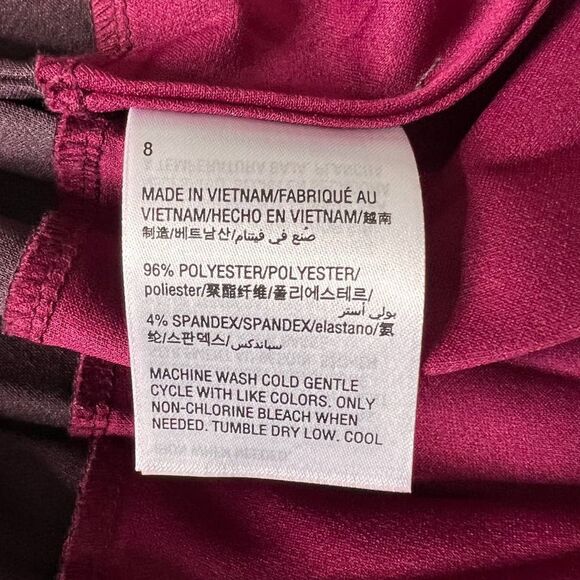 8
MADE IN VIETNAM/FABRIQUÉ AU
VIETNAM/HECHO EN VIETNAM/越南
制造/베트남산/صنع في فيتنام
96% POLYESTER/POLYESTER/
poliester/聚酯纤维/폴리에스테르/
بولي أستر
4% SPANDEX/SPANDEX/elastano/氨
纶/스판덱스/سباندكس
MACHINE WASH COLD GENTLE
CYCLE WITH LIKE COLORS. ONLY
NON-CHLORINE BLEACH WHEN
NEEDED. TUMBLE DRY LOW. COOL